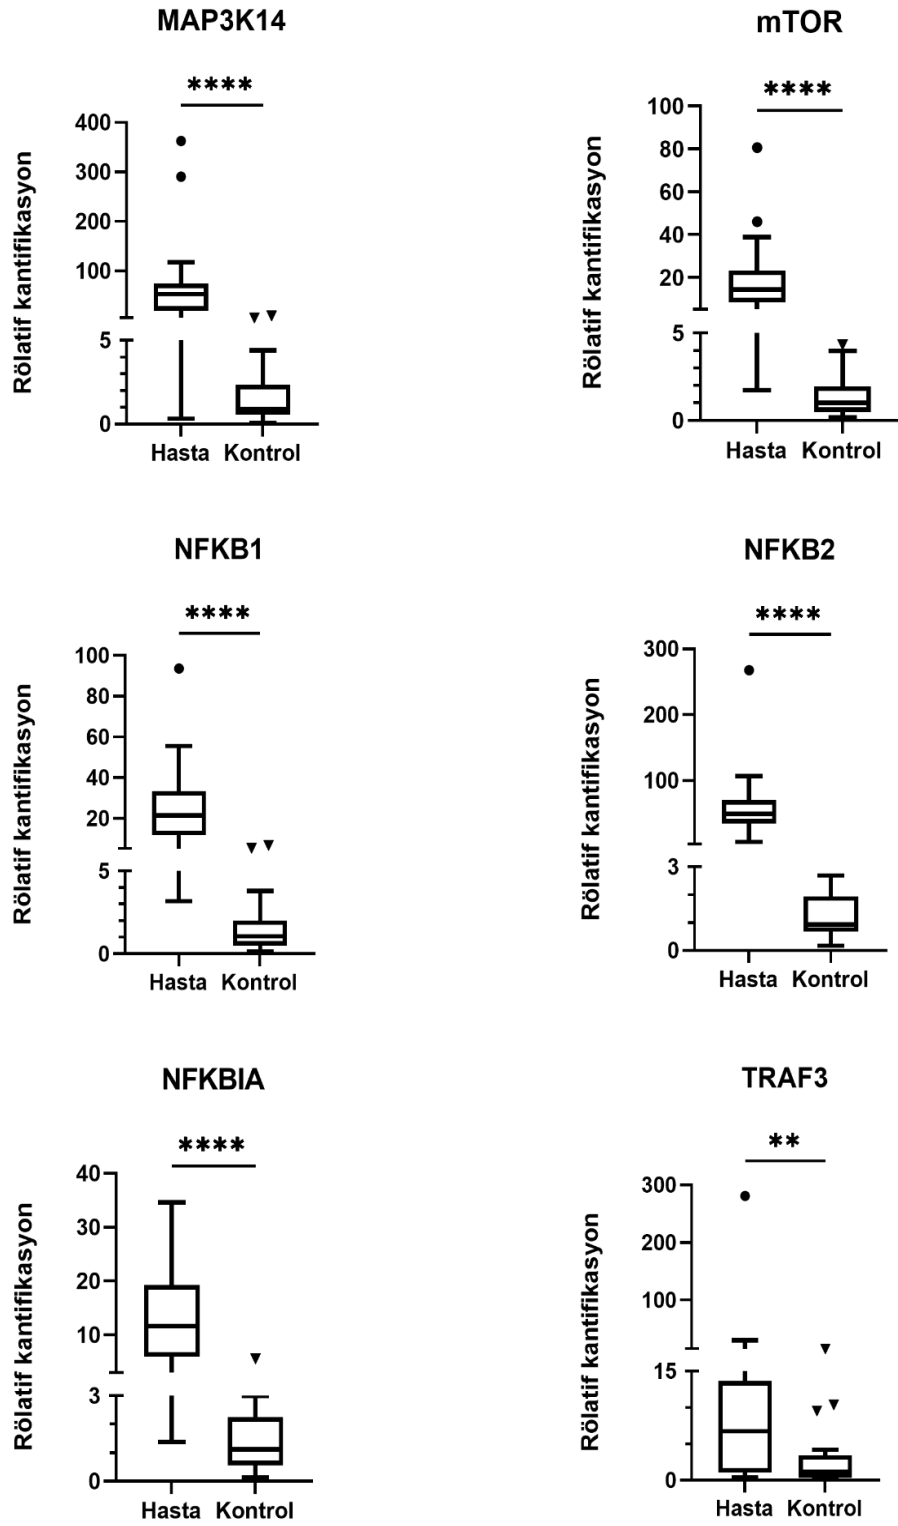 MAP3K14
****
Rölatif kantifikasyon
400
300
200
100
5
0
Hasta Kontrol
mTOR
****
Rölatif kantifikasyon
100
80
60
40
20
5
0
Hasta Kontrol
NFKB1
****
Rölatif kantifikasyon
100
80
60
40
20
5
0
Hasta Kontrol
NFKB2
****
Rölatif kantifikasyon
300
200
100
3
0
Hasta Kontrol
NFKBIA
****
Rölatif kantifikasyon
40
30
20
10
3
0
Hasta Kontrol
TRAF3
**
Rölatif kantifikasyon
300
200
100
15
0
Hasta Kontrol